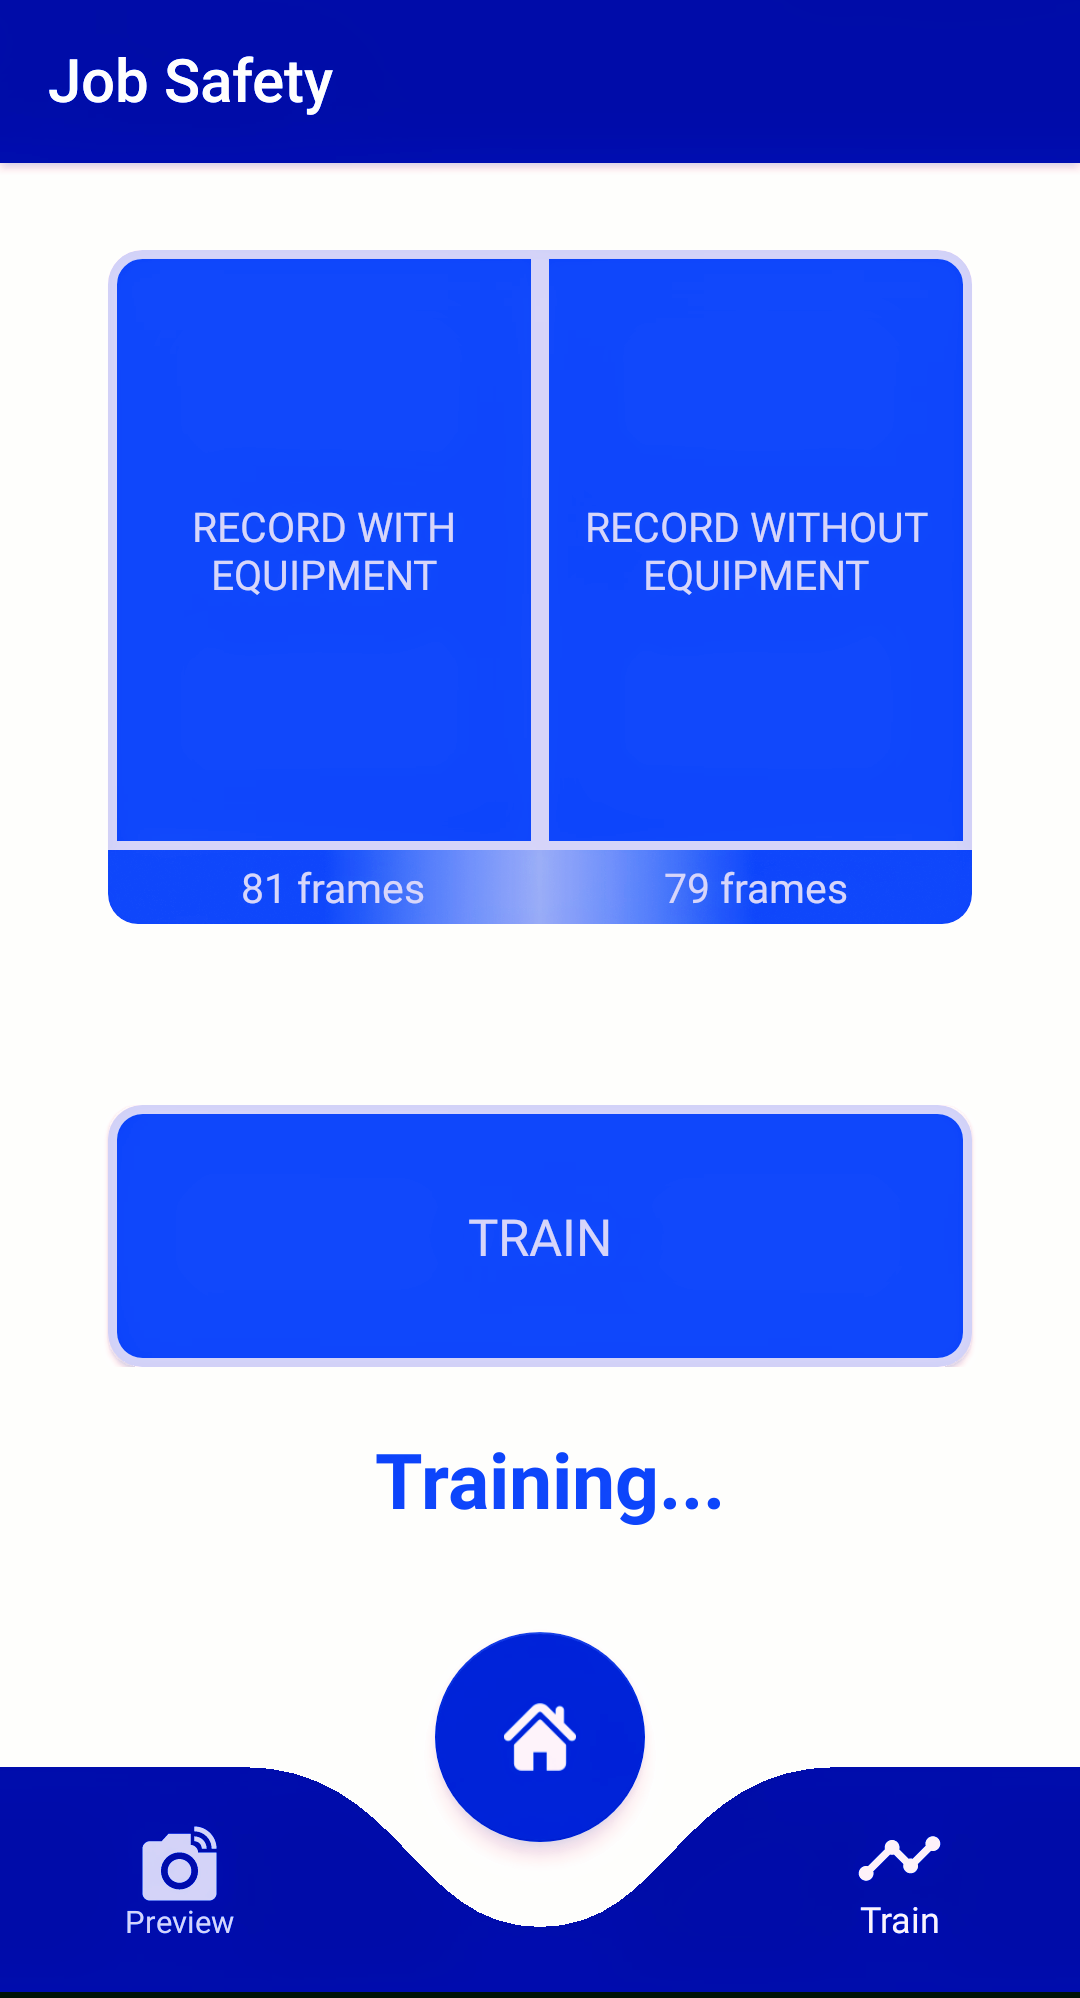 Job Safety
RECORD WITH
EQUIPMENT
RECORD WITHOUT
EQUIPMENT
81 frames
79 frames
TRAIN
Training...
Preview
Train